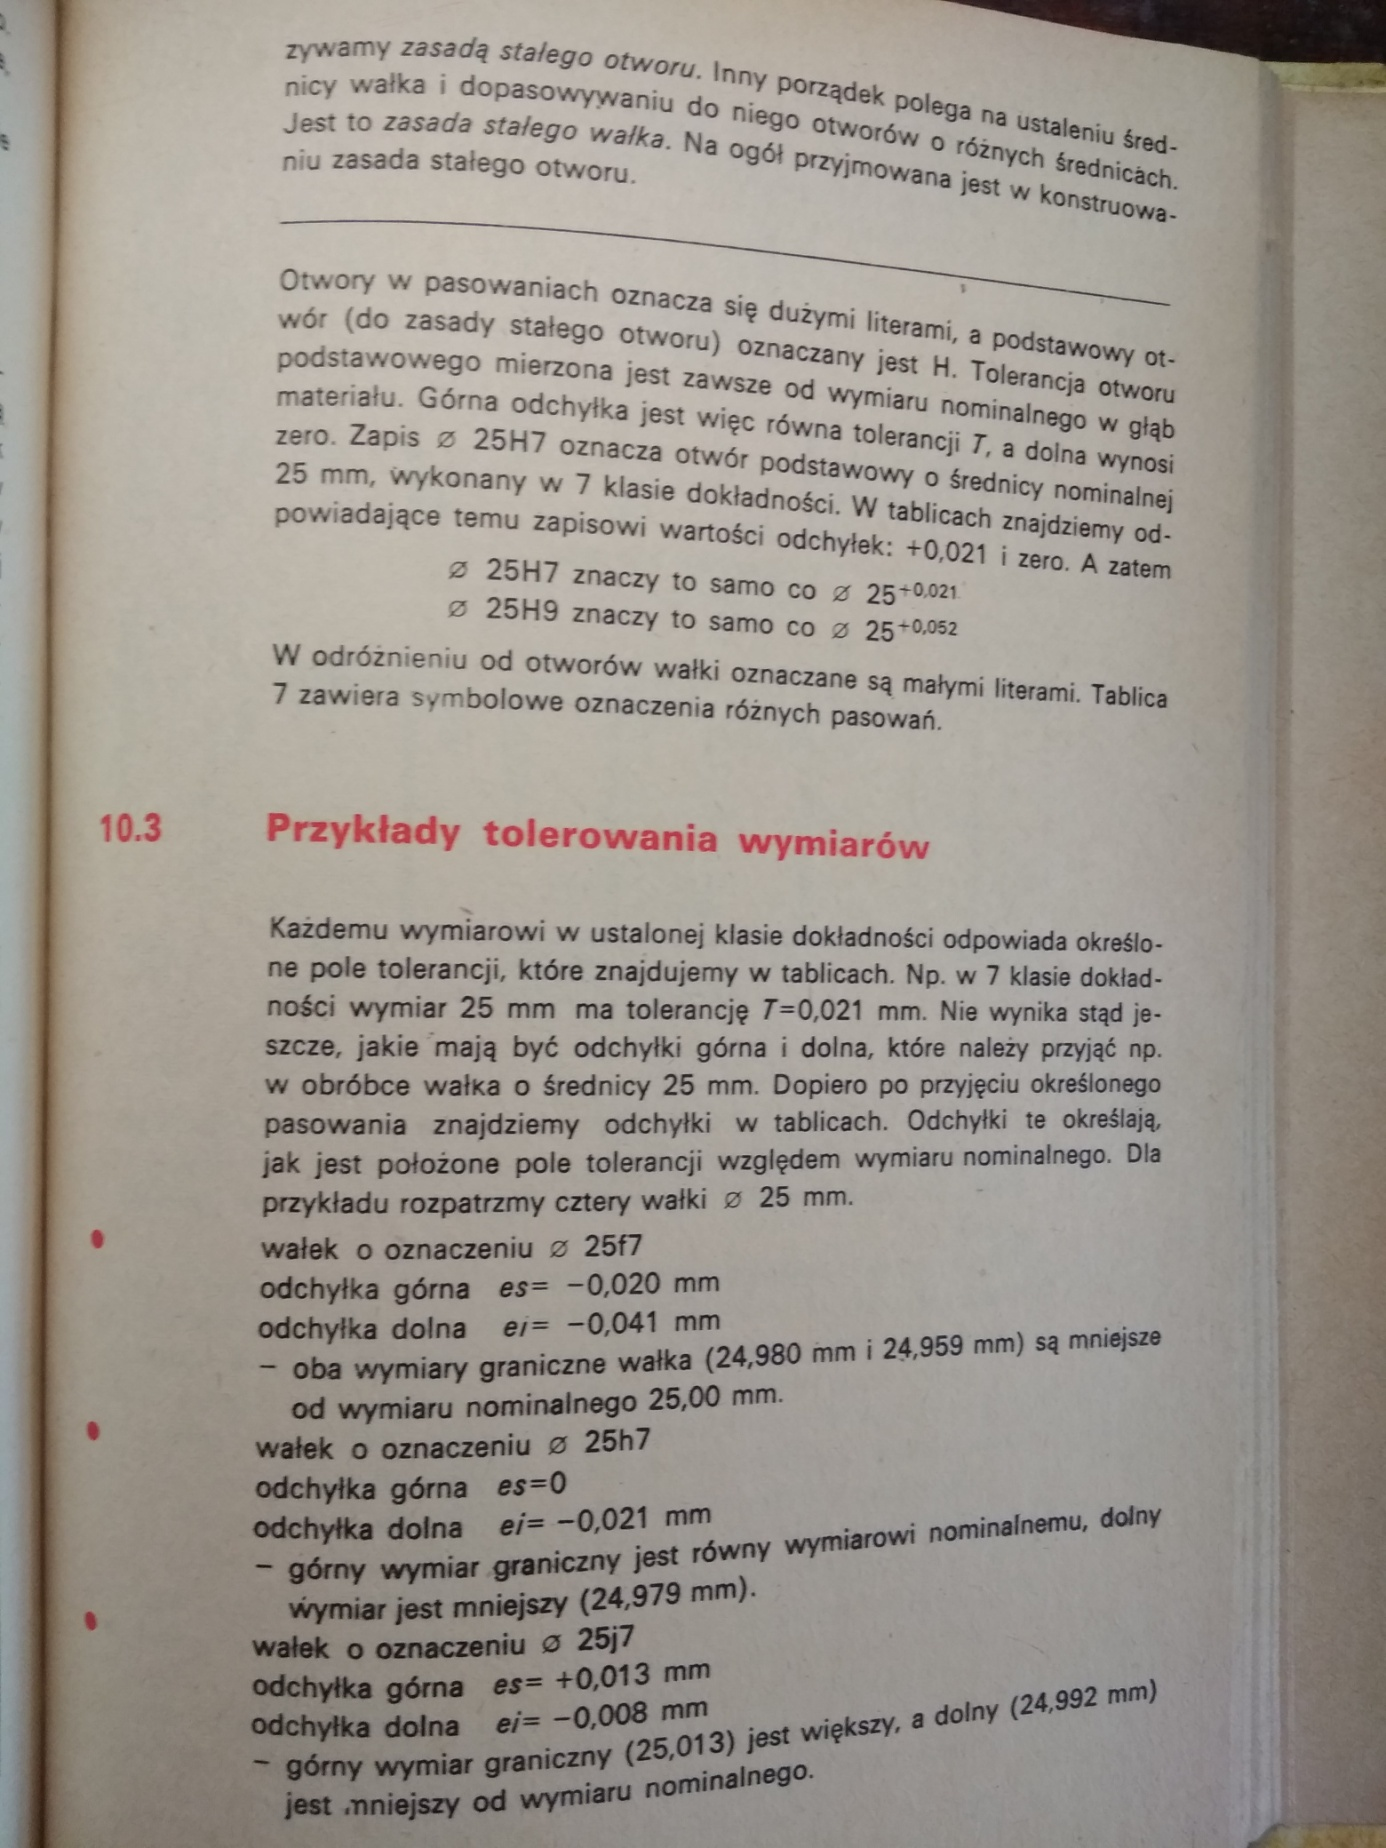 zywamy zasadą stałego otworu. Inny porządek polega na ustaleniu śred-
nicy wałka i dopasowywaniu do niego otworów o różnych średnicach.
Jest to zasada stałego wałka. Na ogół przyjmowana jest w konstruowa-
niu zasada stałego otworu.
Otwory w pasowaniach oznacza się dużymi literami, a podstawowy ot-
wór (do zasady stałego otworu) oznaczany jest H. Tolerancja otworu
podstawowego mierzona jest zawsze od wymiaru nominalnego w głąb
materiału. Górna odchyłka jest więc równa tolerancji T, a dolna wynosi
zero. Zapis ⌀ 25H7 oznacza otwór podstawowy o średnicy nominalnej
25 mm, wykonany w 7 klasie dokładności. W tablicach znajdziemy od-
powiadające temu zapisowi wartości odchyłek: +0,021 i zero. A zatem
⌀ 25H7 znaczy to samo co ⌀ 25+0,021
⌀ 25H9 znaczy to samo co ⌀ 25+0,052
W odróżnieniu od otworów wałki oznaczane są małymi literami. Tablica
7 zawiera symbolowe oznaczenia różnych pasowań.
10.3 Przykłady tolerowania wymiarów
Każdemu wymiarowi w ustalonej klasie dokładności odpowiada określo-
ne pole tolerancji, które znajdujemy w tablicach. Np. w 7 klasie dokład-
ności wymiar 25 mm ma tolerancję T=0,021 mm. Nie wynika stąd je-
szcze, jakie mają być odchyłki górna i dolna, które należy przyjąć np.
w obróbce wałka o średnicy 25 mm. Dopiero po przyjęciu określonego
pasowania znajdziemy odchyłki w tablicach. Odchyłki te określają,
jak jest położone pole tolerancji względem wymiaru nominalnego. Dla
przykładu rozpatrzmy cztery wałki ⌀ 25 mm.
wałek o oznaczeniu ⌀ 25f7
odchyłka górna es= −0,020 mm
odchyłka dolna ei= −0,041 mm
− oba wymiary graniczne wałka (24,980 mm i 24,959 mm) są mniejsze
od wymiaru nominalnego 25,00 mm.
wałek o oznaczeniu ⌀ 25h7
odchyłka górna es=0
odchyłka dolna ei= −0,021 mm
− górny wymiar graniczny jest równy wymiarowi nominalnemu, dolny
wymiar jest mniejszy (24,979 mm).
wałek o oznaczeniu ⌀ 25j7
odchyłka górna es= +0,013 mm
odchyłka dolna ei= −0,008 mm
− górny wymiar graniczny (25,013) jest większy, a dolny (24,992 mm)
jest mniejszy od wymiaru nominalnego.